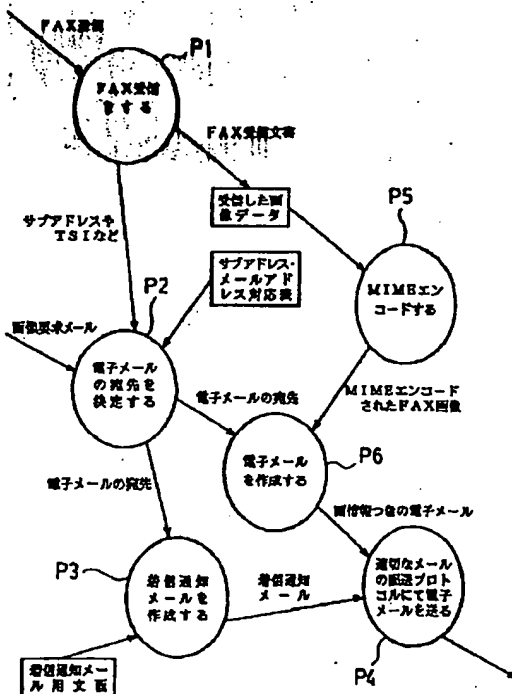 FAX受信
P1
FAX受信
をする
FAX受信文書
受信した画
像データ
サブアドレスや
TSIなど
P5
サブアドレス・
メールアド
レス対応表
P2
MIMEエン
コードする
画像要求メール
電子メール
の宛先を
決定する
電子メールの宛先
MIMEエンコード
されたFAX画像
電子メール
を作成する
P6
電子メールの宛先
画情報つきの電子メール
P3
着信通知
メールを
作成する
着信通知
メール
適切なメール
の配送プロト
コルにて電子
メールを送る
着信通知メー
ル用文面
P4